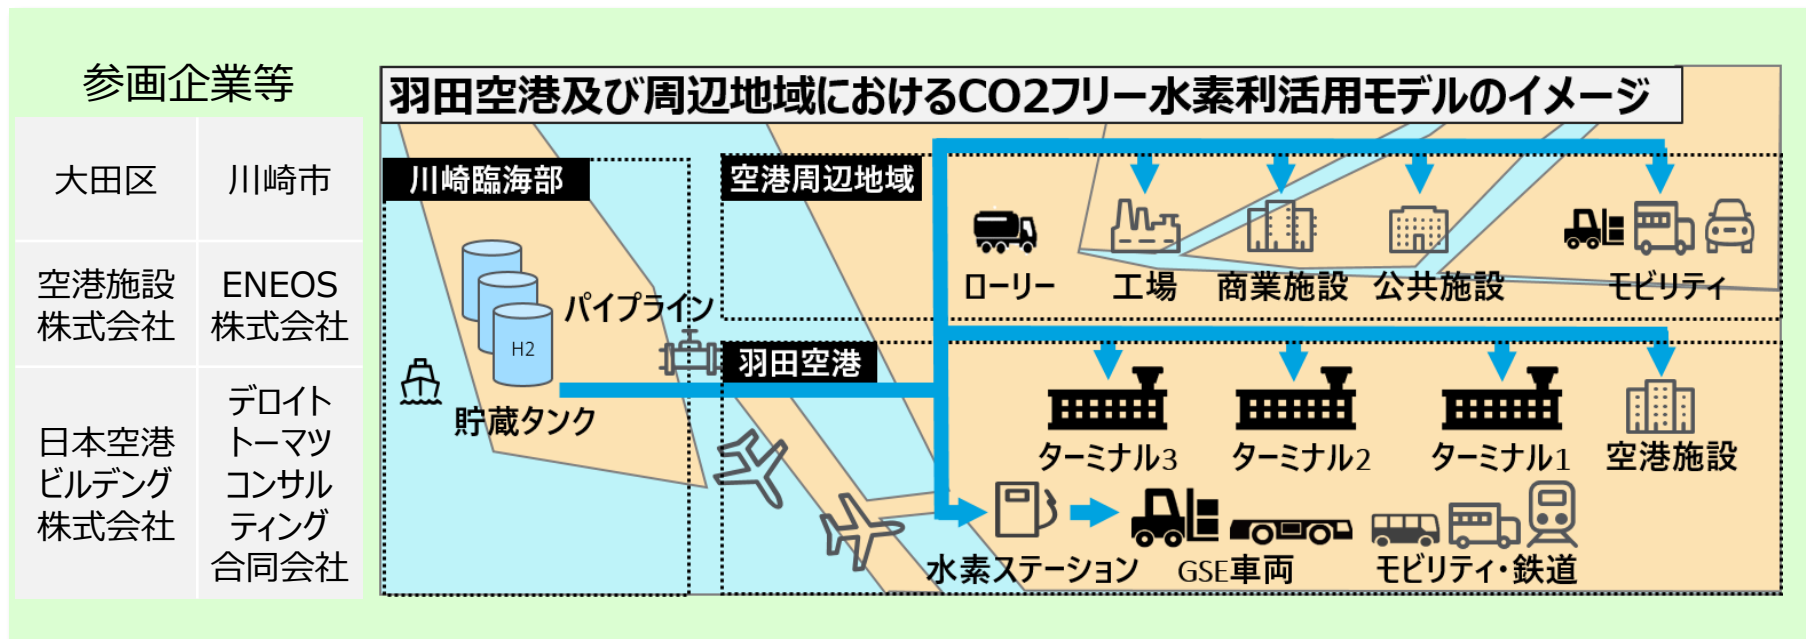 参画企業等
大田区
川崎市
空港施設
株式会社
ENEOS
株式会社
日本空港
ビルデング
株式会社
デロイト
トーマツ
コンサル
ティング
合同会社
羽田空港及び周辺地域におけるCO2フリー水素利活用モデルのイメージ
川崎臨海部
空港周辺地域
ローリー
工場
商業施設
公共施設
モビリティ
パイプライン
H2
貯蔵タンク
羽田空港
ターミナル3
ターミナル2
ターミナル1
空港施設
水素ステーション
GSE車両
モビリティ・鉄道